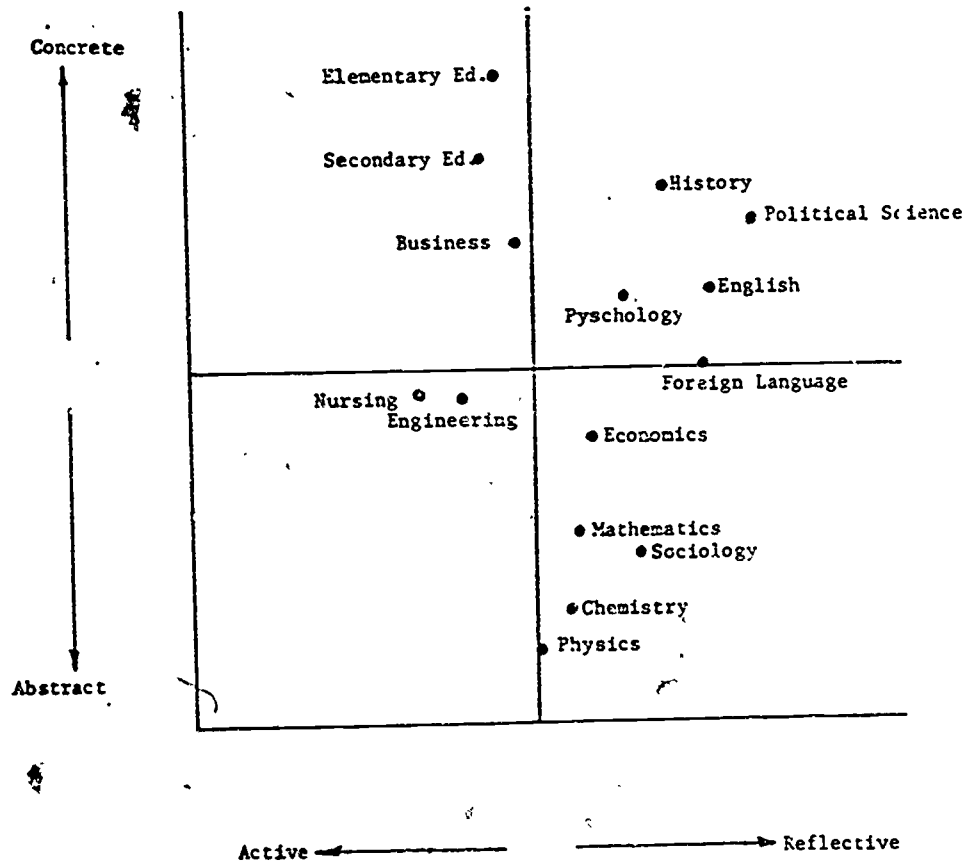 Concrete
Elementary Ed.
Secondary Ed.
History
Political Science
Business
English
Pyschology
Foreign Language
Nursing
Engineering
Economics
Mathematics
Sociology
Chemistry
Physics
Abstract
Active
Reflective